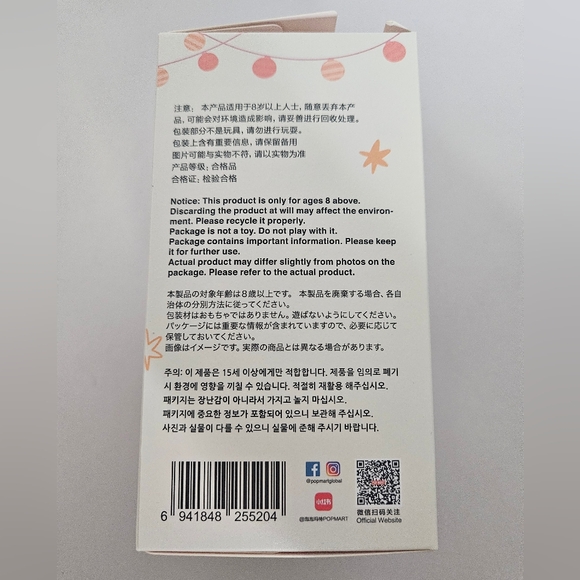 注意： 本产品适用于8岁以上人士，随意丢弃本产
品，可能会对环境造成影响，请妥善进行回收处理。
包装部分不是玩具，请勿进行玩耍。
包装上含有重要信息，请保留备用
图片可能与实物不符，请以实物为准
产品等级：合格品
合格证：检验合格
Notice: This product is only for ages 8 above.
Discarding the product at will may affect the environ-
ment. Please recycle it properly.
Package is not a toy. Do not play with it.
Package contains important information. Please keep
it for further use.
Actual product may differ slightly from photos on the
package. Please refer to the actual product.
本製品の対象年齢は8歳以上です。 本製品を廃棄する場合、各自
治体の分別方法に従ってください。
包装材はおもちゃではありません。遊ばないようにしてください。
パッケージには重要な情報が含まれていますので、必要に応じて
保管しておいてください。
画像はイメージです。実際の商品とは異なる場合があります。
주의: 이 제품은 15세 이상에게만 적합합니다. 제품을 임의로 폐기
시 환경에 영향을 끼칠 수 있습니다. 적절히 재활용 해주십시오.
패키지는 장난감이 아니라서 가지고 놀지 마십시오.
패키지에 중요한 정보가 포함되어 있으니 보관해 주십시오.
사진과 실물이 다를 수 있으니 실물에 준해 주시기 바랍니다.
@popmartglobal
小红书
@泡泡玛特POPMART
微信扫码关注
Official Website
6 941848 255204